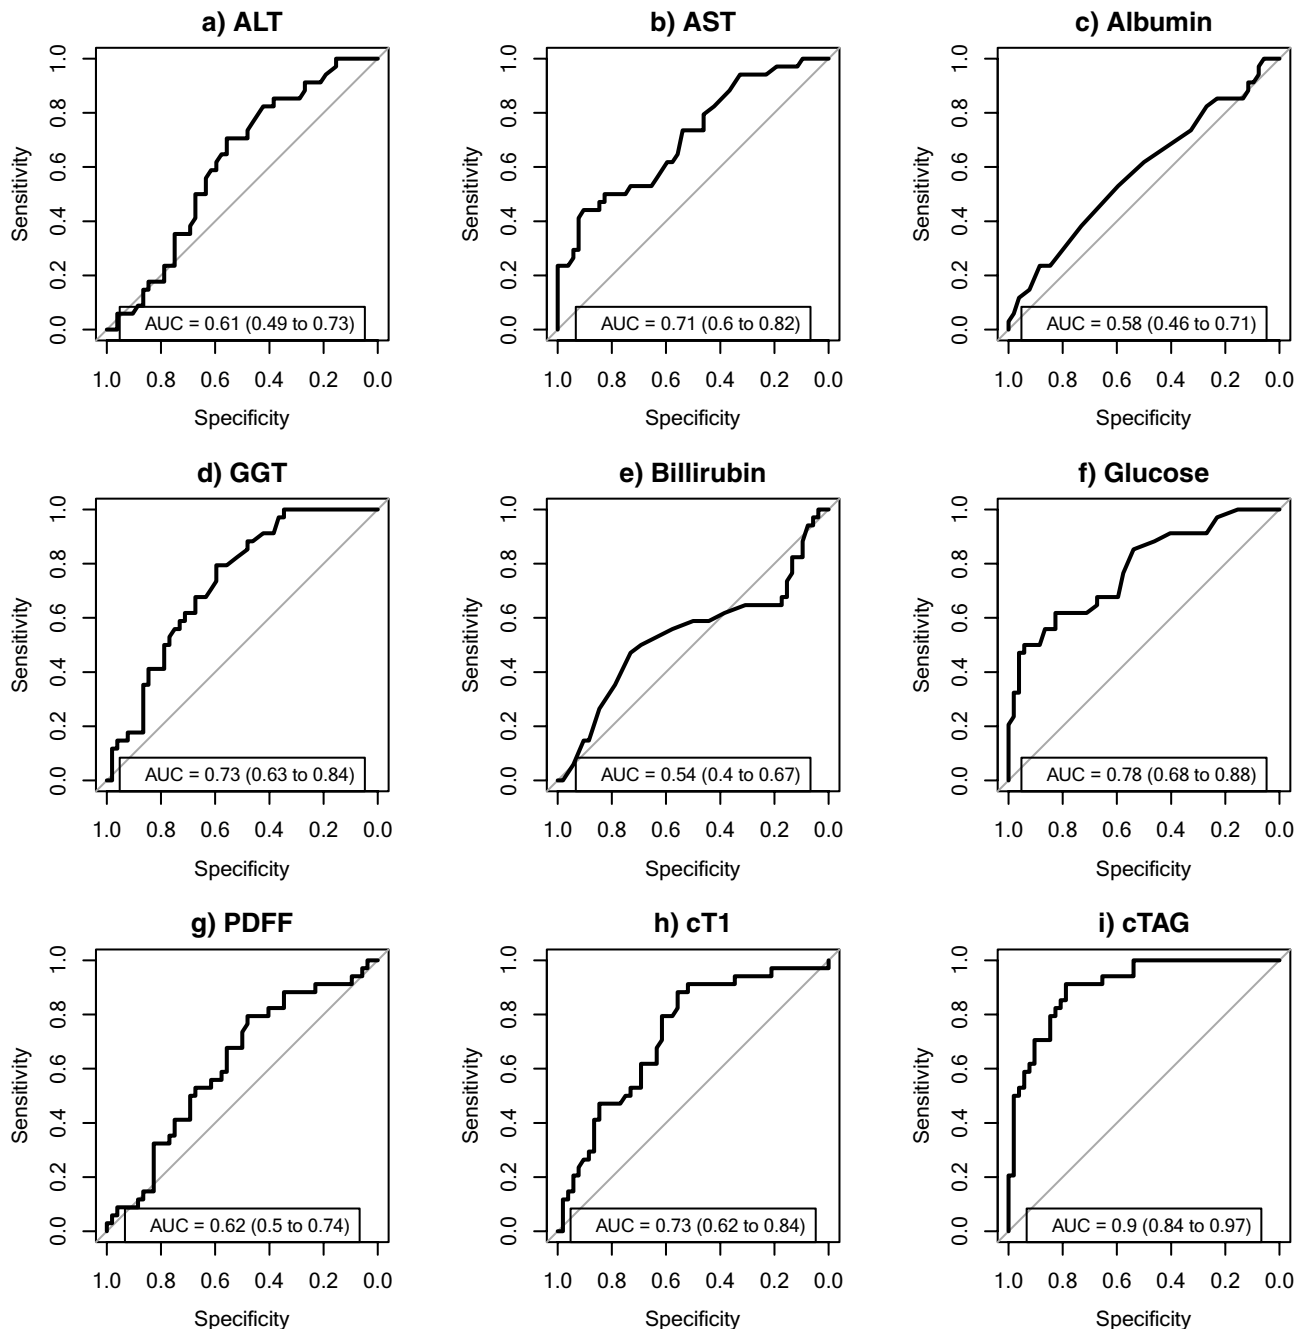 a) ALT
Sensitivity
0.0 0.2 0.4 0.6 0.8 1.0
AUC = 0.61 (0.49 to 0.73)
1.0 0.8 0.6 0.4 0.2 0.0
Specificity
b) AST
Sensitivity
0.0 0.2 0.4 0.6 0.8 1.0
AUC = 0.71 (0.6 to 0.82)
1.0 0.8 0.6 0.4 0.2 0.0
Specificity
c) Albumin
Sensitivity
0.0 0.2 0.4 0.6 0.8 1.0
AUC = 0.58 (0.46 to 0.71)
1.0 0.8 0.6 0.4 0.2 0.0
Specificity
d) GGT
Sensitivity
0.0 0.2 0.4 0.6 0.8 1.0
AUC = 0.73 (0.63 to 0.84)
1.0 0.8 0.6 0.4 0.2 0.0
Specificity
e) Billirubin
Sensitivity
0.0 0.2 0.4 0.6 0.8 1.0
AUC = 0.54 (0.4 to 0.67)
1.0 0.8 0.6 0.4 0.2 0.0
Specificity
f) Glucose
Sensitivity
0.0 0.2 0.4 0.6 0.8 1.0
AUC = 0.78 (0.68 to 0.88)
1.0 0.8 0.6 0.4 0.2 0.0
Specificity
g) PDFF
Sensitivity
0.0 0.2 0.4 0.6 0.8 1.0
AUC = 0.62 (0.5 to 0.74)
1.0 0.8 0.6 0.4 0.2 0.0
Specificity
h) cT1
Sensitivity
0.0 0.2 0.4 0.6 0.8 1.0
AUC = 0.73 (0.62 to 0.84)
1.0 0.8 0.6 0.4 0.2 0.0
Specificity
i) cTAG
Sensitivity
0.0 0.2 0.4 0.6 0.8 1.0
AUC = 0.9 (0.84 to 0.97)
1.0 0.8 0.6 0.4 0.2 0.0
Specificity